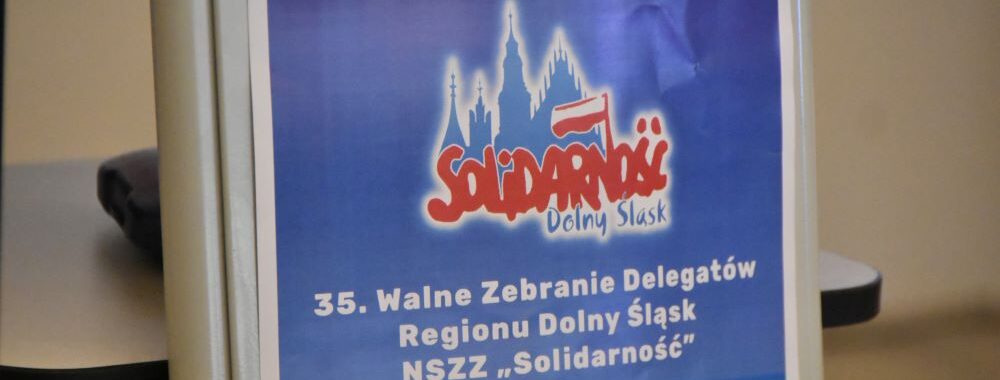 SOLIDARNOŚĆ
Dolny Śląsk
35. Walne Zebranie Delegatów
Regionu Dolny Śląsk
NSZZ „Solidarność”